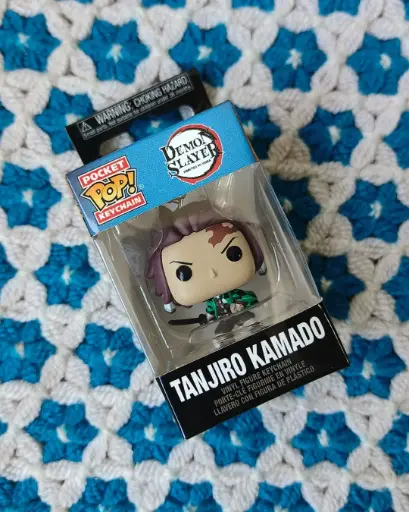 WARNING: CHOKING HAZARD
POCKET
POP!
KEYCHAIN
DEMON
SLAYER
TANJIRO KAMADO
VINYL FIGURE KEYCHAIN
PORTE-CLÉ FIGURINE EN VINYLE
LLAVERO CON FIGURA DE PLÁSTICO